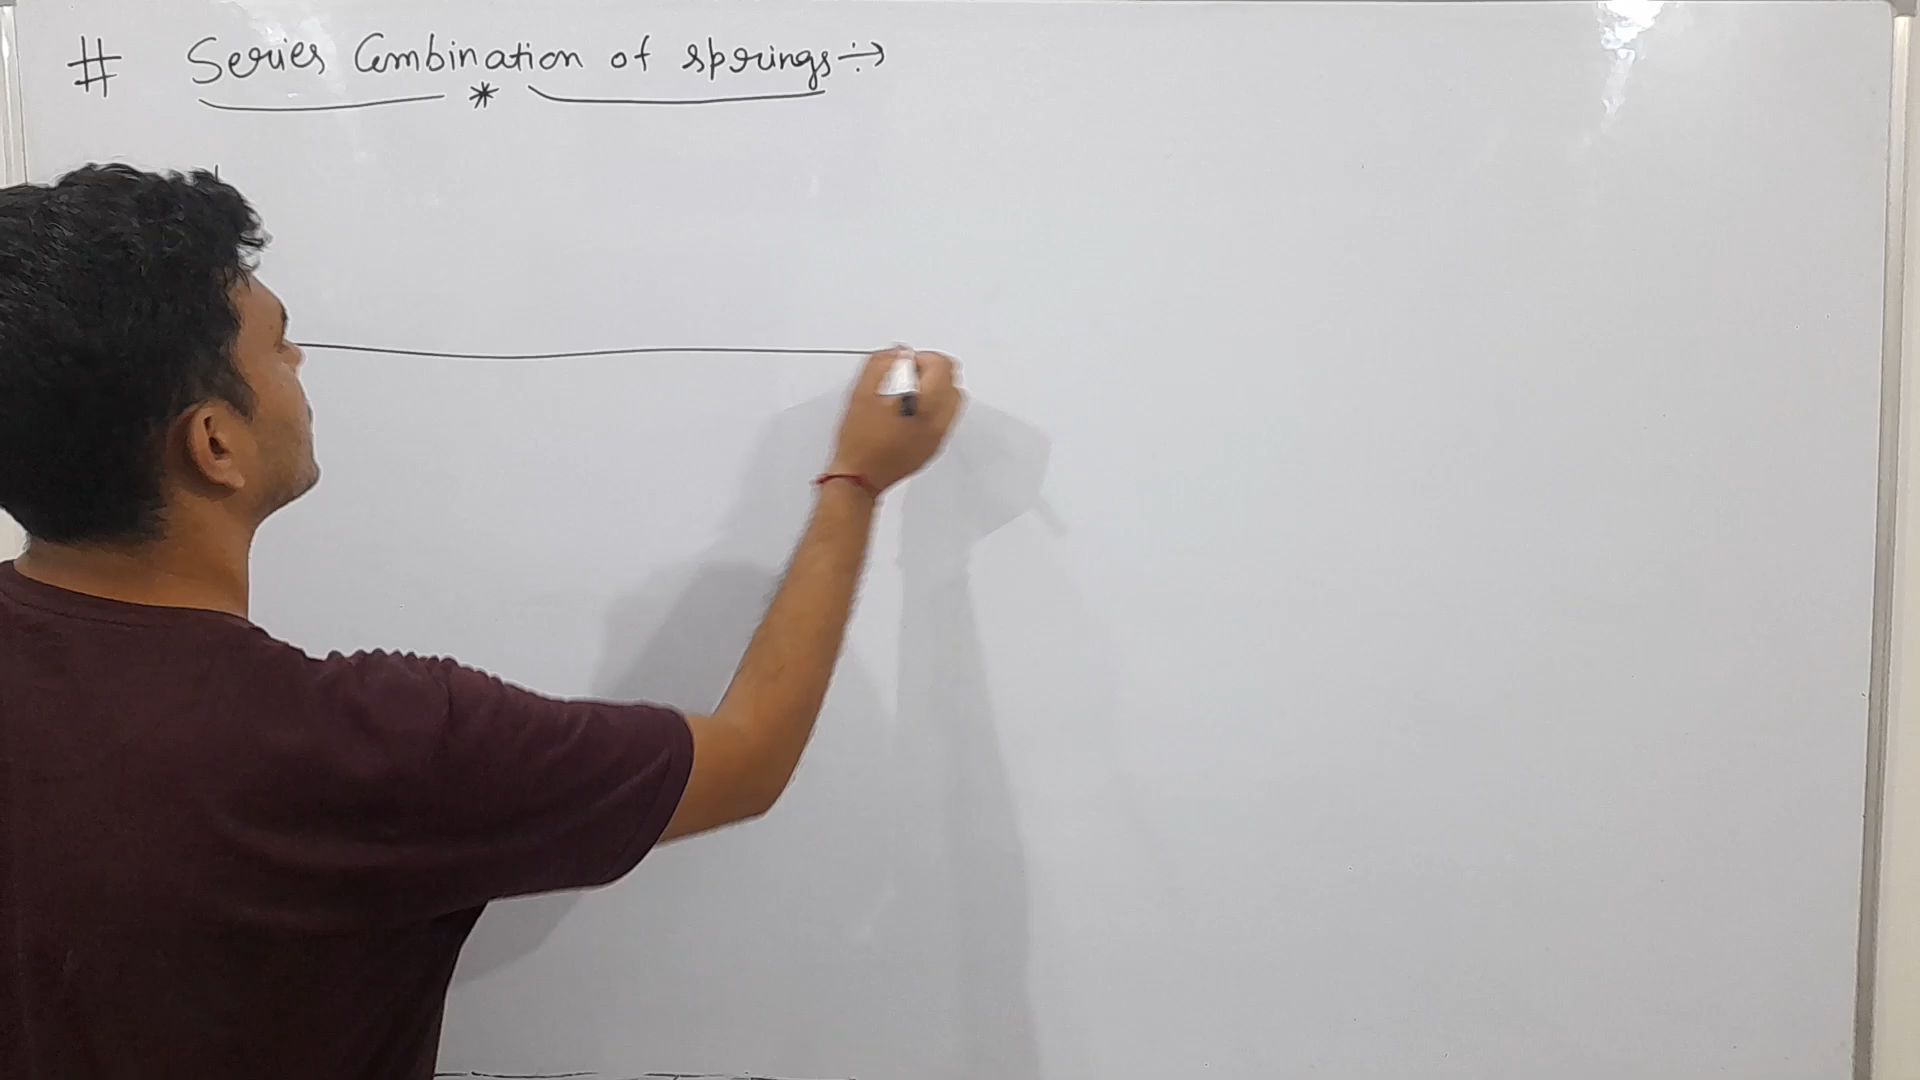 # Series Combination of springs ÷→
*